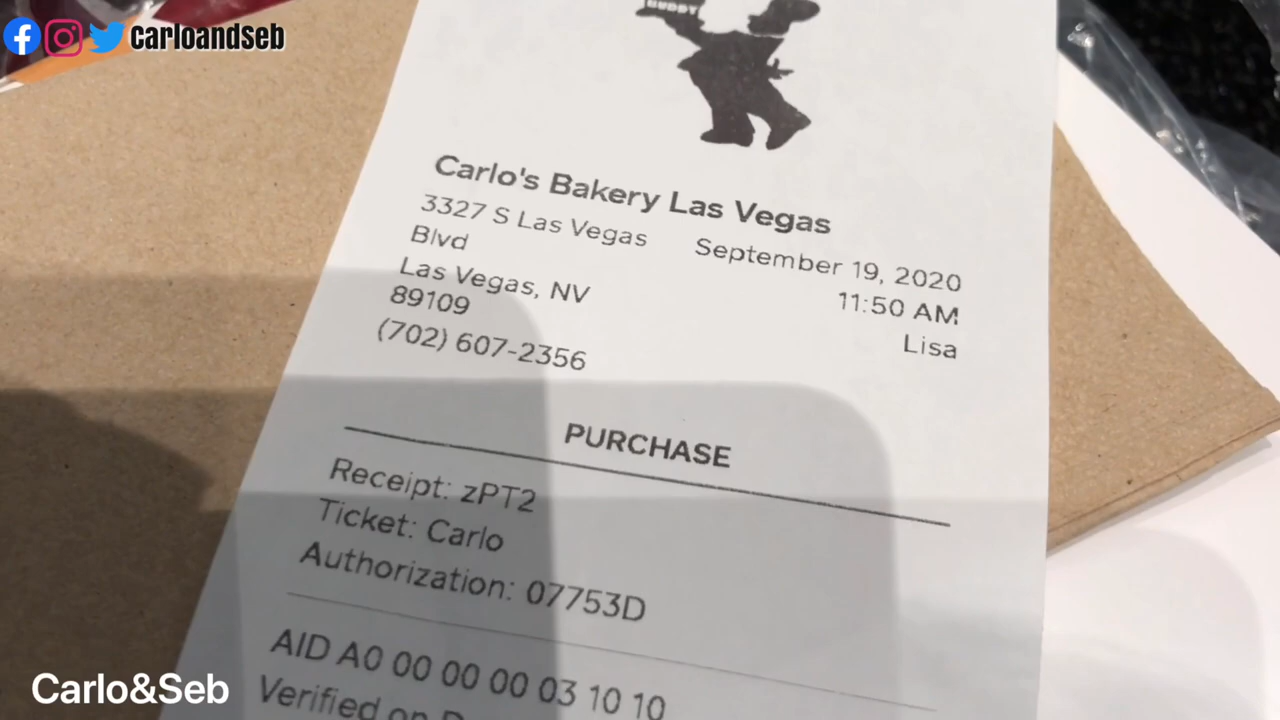 carloandseb
BUDDY
Carlo's Bakery Las Vegas
3327 S Las Vegas
Blvd
Las Vegas, NV
89109
(702) 607-2356
September 19, 2020
11:50 AM
Lisa
PURCHASE
Receipt: zPT2
Ticket: Carlo
Authorization: 07753D
AID A0 00 00 00 03 10 10
Verified on
Carlo&Seb